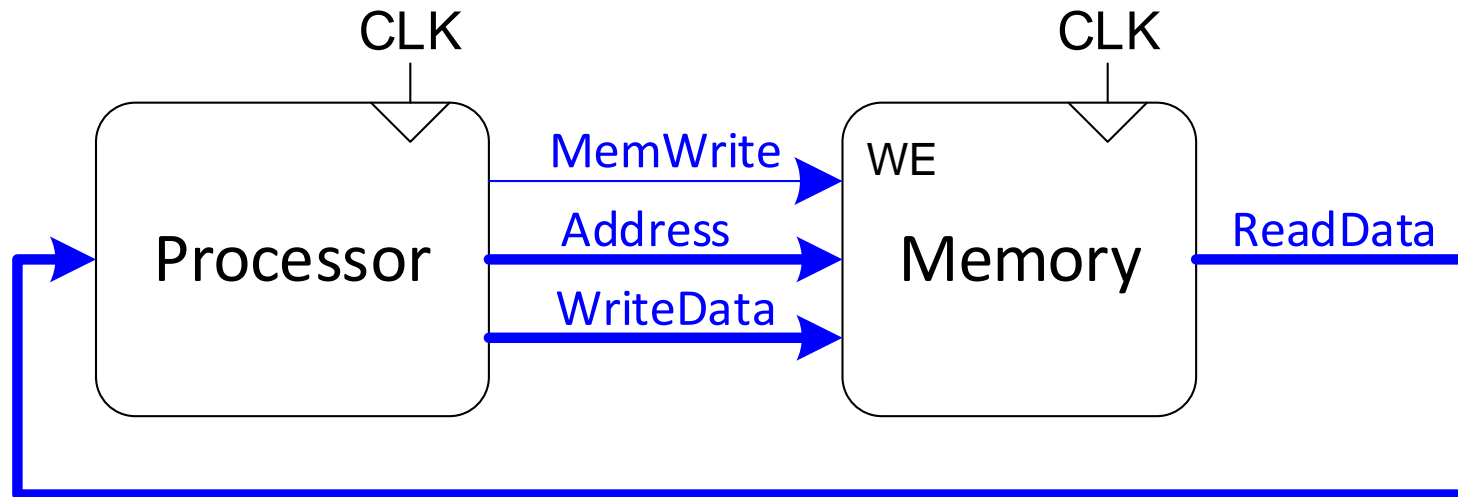 CLK
CLK
MemWrite
WE
Address
ReadData
Processor
Memory
WriteData